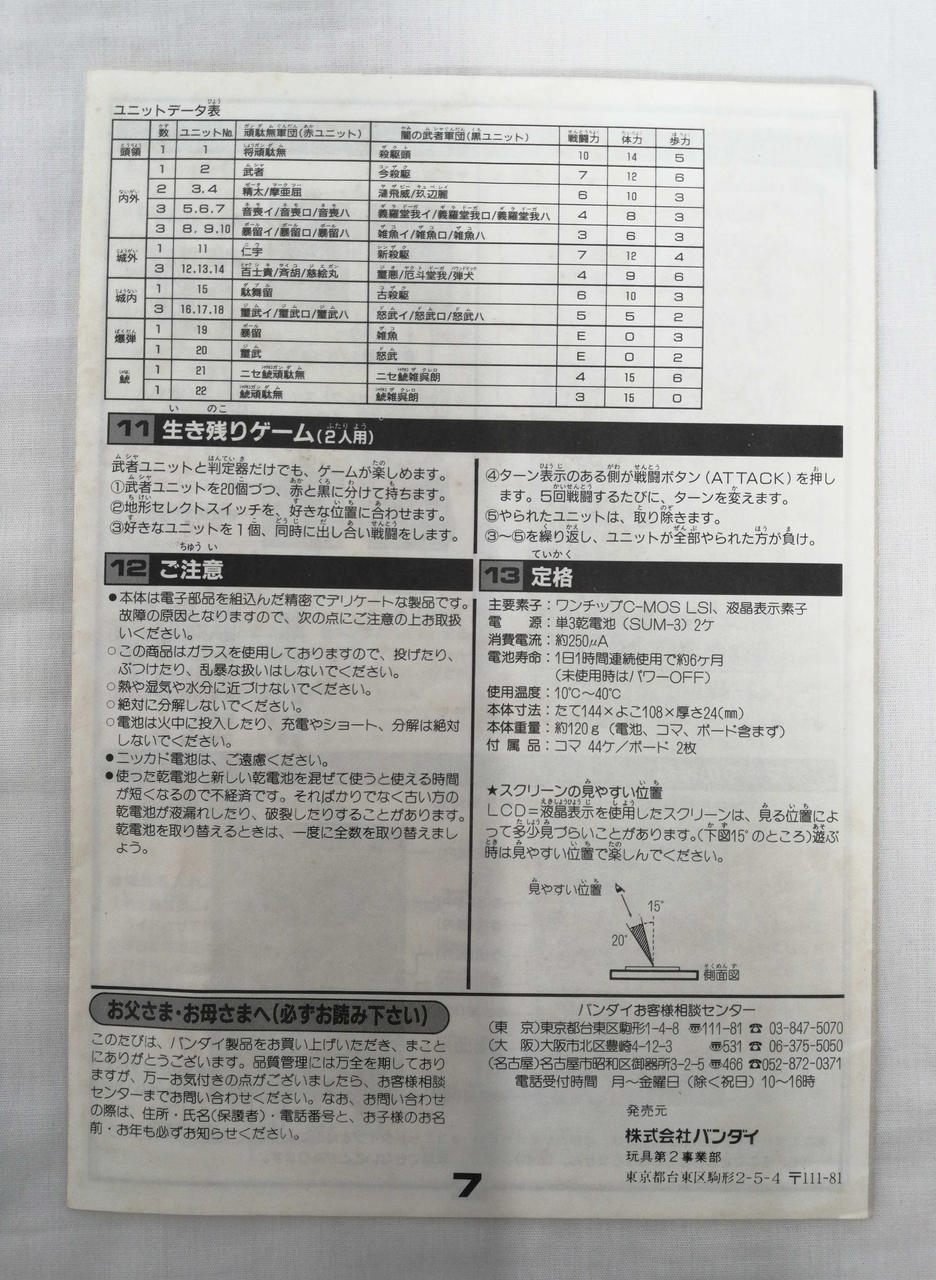 ユニットデータ表
数 ユニットNo. 頑駄無軍団(赤ユニット) 闇の武者軍団(黒ユニット) 戦闘力 体力 歩力
頭領 1 1 将頑駄無 殺駆頭 10 14 5
内外 1 2 武者 今殺駆 7 12 6
2 3.4 精太/摩亜屈 蒲飛威/玖辺麗 6 10 3
3 5.6.7 音喪イ/音喪ロ/音喪ハ 義羅堂我イ/義羅堂我ロ/義羅堂我ハ 4 8 3
3 8.9.10 暴留イ/暴留ロ/暴留ハ 雑魚イ/雑魚ロ/雑魚ハ 3 6 3
城外 1 11 仁宇 新殺駆 7 12 4
3 12.13.14 百士貴/斉胡/慈絵丸 悪/厄斗堂我/弾犬 4 9 6
城内 1 15 駄舞留 古殺駆 6 10 3
3 16.17.18 武イ/武ロ/武ハ 怒武イ/怒武ロ/怒武ハ 5 5 2
爆弾 1 19 暴留 雑魚 E 0 3
1 20 武 怒武 E 0 2
鯱 1 21 ニセ鯱頑駄無 ニセ鯱雑呉朗 4 15 6
1 22 鯱頑駄無 鯱雑呉朗 3 15 0
11 生き残りゲーム(2人用)
武者ユニットと判定器だけでも、ゲームが楽しめます。
①武者ユニットを20個づつ、赤と黒に分けて持ちます。
②地形セレクトスイッチを、好きな位置に合わせます。
③好きなユニットを1個、同時に出し合い戦闘をします。
④ターン表示のある側が戦闘ボタン(ATTACK)を押し
ます。5回戦闘するたびに、ターンを変えます。
⑤やられたユニットは、取り除きます。
③〜⑤を繰り返し、ユニットが全部やられた方が負け。
12 ご注意
●本体は電子部品を組込んだ精密でデリケートな製品です。
故障の原因となりますので、次の点にご注意の上お取扱
いください。
○この商品はガラスを使用しておりますので、投げたり、
ぶつけたり、乱暴な扱いはしないでください。
○熱や湿気や水分に近づけないでください。
○絶対に分解しないでください。
○電池は火中に投入したり、充電やショート、分解は絶対
しないでください。
●ニッカド電池は、ご遠慮ください。
●使った乾電池と新しい乾電池を混ぜて使うと使える時間
が短くなるので不経済です。そればかりでなく古い方の
乾電池が液漏れしたり、破裂したりすることがあります。
乾電池を取り替えるときは、一度に全数を取り替えまし
ょう。
13 定格
主要素子：ワンチップC-MOS LSI、液晶表示素子
電 源：単3乾電池（SUM-3）2ケ
消費電流：約250μA
電池寿命：1日1時間連続使用で約6ケ月
（未使用時はパワーOFF）
使用温度：10℃〜40℃
本体寸法：たて144×よこ108×厚さ24(mm)
本体重量：約120g（電池、コマ、ボード含まず）
付属品：コマ 44ケ/ボード 2枚
★スクリーンの見やすい位置
LCD=液晶表示を使用したスクリーンは、見る位置によ
って多少見づらいことがあります。(下図15°のところ)遊ぶ
時は見やすい位置で楽しんでください。
見やすい位置
15°
20°
側面図
お父さま・お母さまへ(必ずお読み下さい)
このたびは、バンダイ製品をお買い上げいただき、まこと
にありがとうございます。品質管理には万全を期しており
ますが、万一お気付きの点がございましたら、お客様相談
センターまでお問い合わせください。なお、お問い合わせ
の際は、住所・氏名(保護者)・電話番号と、お子様のお名
前・お年も必ずお知らせください。
バンダイお客様相談センター
(東 京)東京都台東区駒形1-4-8 〠111-81 ☎ 03-847-5070
(大 阪)大阪市北区豊崎4-12-3 〠531 ☎ 06-375-5050
(名古屋)名古屋市昭和区御器所3-2-5 〠466 ☎052-872-0371
電話受付時間 月〜金曜日（除く祝日）10〜16時
発売元
株式会社バンダイ
玩具第2事業部
東京都台東区駒形2-5-4 〒111-81
7